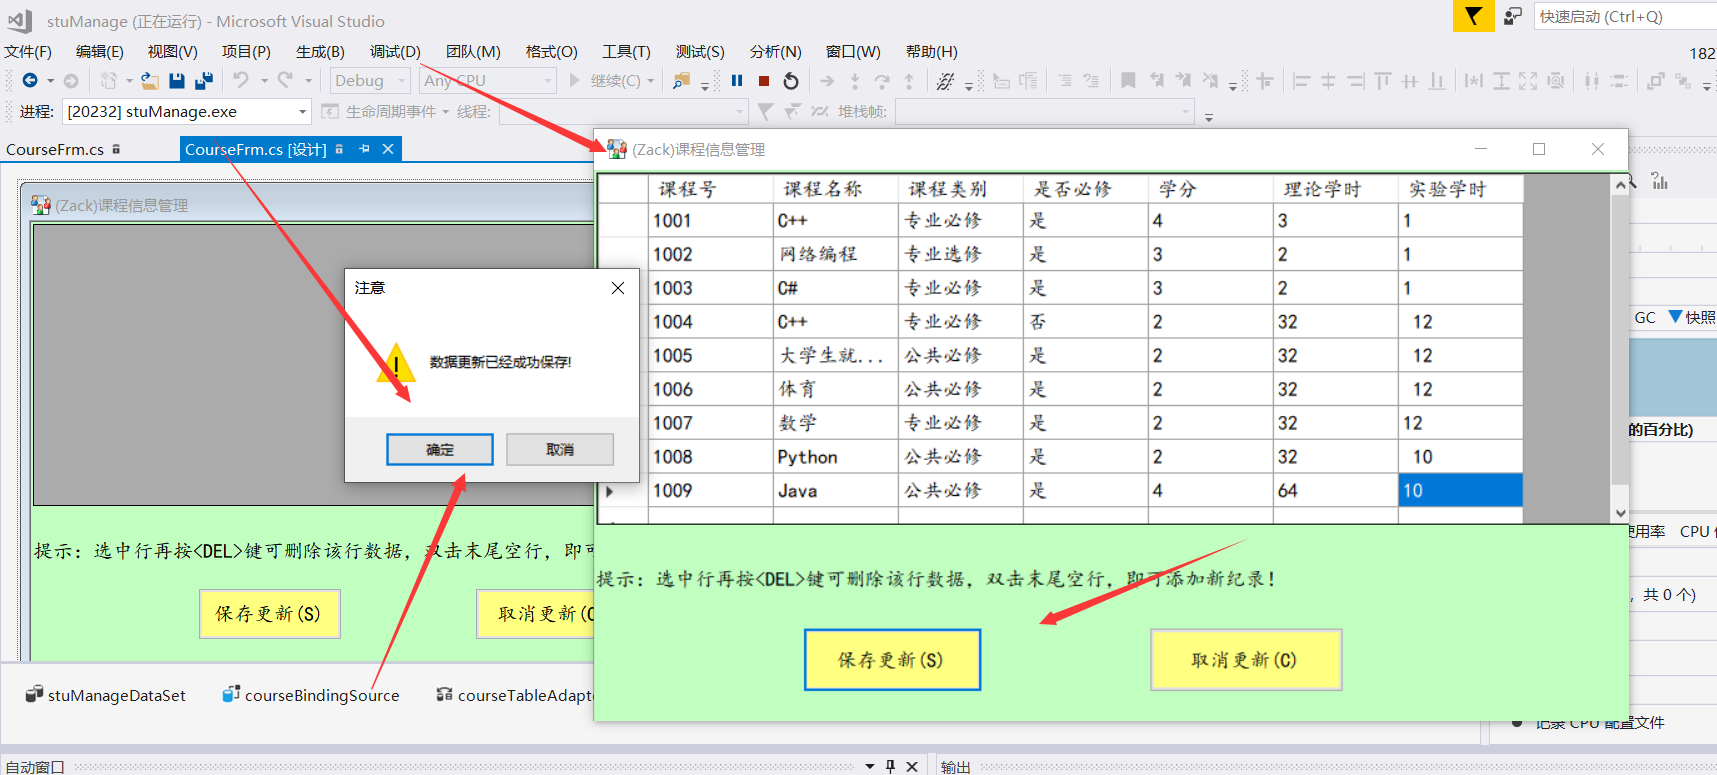 stuManage (正在运行) - Microsoft Visual Studio
快速启动 (Ctrl+Q)
文件(F) 编辑(E) 视图(V) 项目(P) 生成(B) 调试(D) 团队(M) 格式(O) 工具(T) 测试(S) 分析(N) 窗口(W) 帮助(H)
Debug Any CPU 继续(C)
进程: [20232] stuManage.exe 生命周期事件 线程: 堆栈帧:
CourseFrm.cs CourseFrm.cs [设计]
(Zack)课程信息管理
注意
数据更新已经成功保存!
确定 取消
提示: 选中行再按<DEL>键可删除该行数据, 双击末尾空行, 即可
保存更新(S) 取消更新(C
stuManageDataSet courseBindingSource courseTableAdapt
(Zack)课程信息管理
课程号 课程名称 课程类别 是否必修 学分 理论学时 实验学时
1001 C++ 专业必修 是 4 3 1
1002 网络编程 专业选修 是 3 2 1
1003 C# 专业必修 是 3 2 1
1004 C++ 专业必修 否 2 32 12
1005 大学生就... 公共必修 是 2 32 12
1006 体育 公共必修 是 2 32 12
1007 数学 专业必修 是 2 32 12
1008 Python 公共必修 是 2 32 10
1009 Java 公共必修 是 4 64 10
提示: 选中行再按<DEL>键可删除该行数据, 双击末尾空行, 即可添加新纪录!
保存更新(S) 取消更新(C)
GC 快照
的百分比)
使用率 CPU
, 共 0 个)
记录 CPU 配置文件
自动窗口 输出